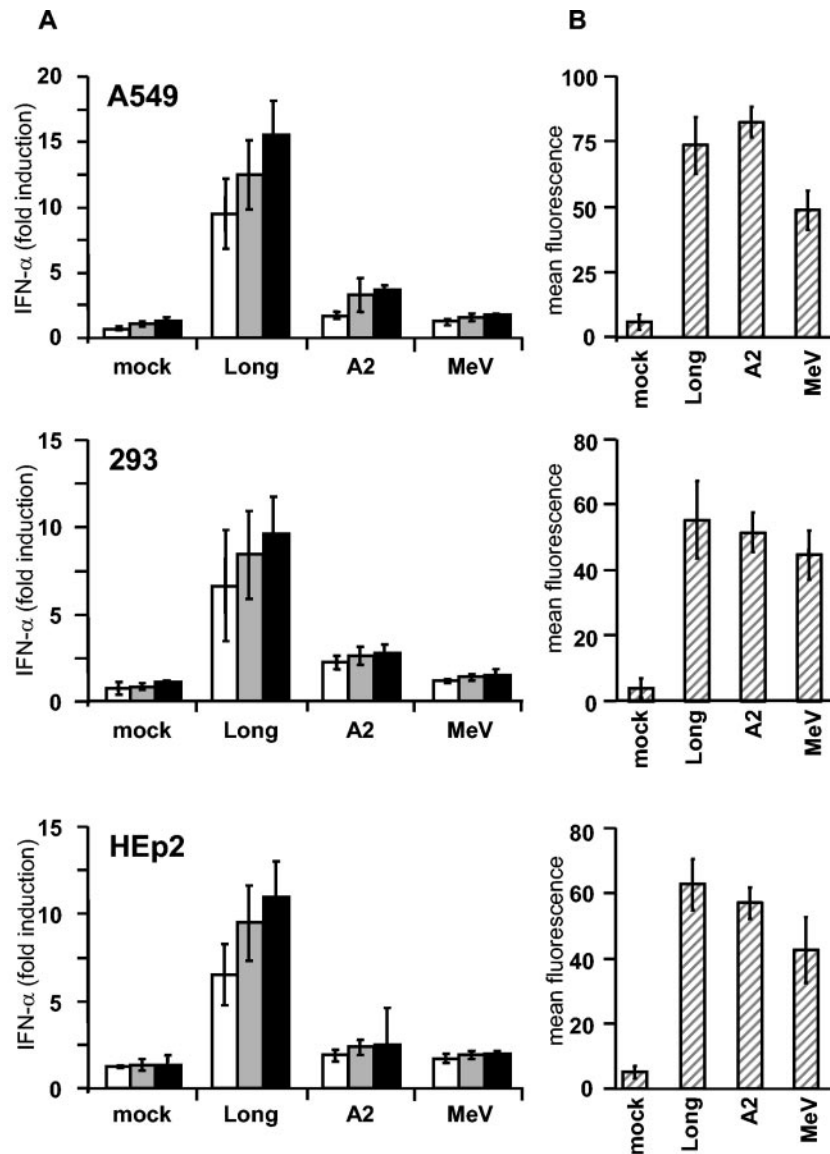 A
B
A549
IFN-α (fold induction)
20
15
10
5
0
mock Long A2 MeV
mean fluorescence
100
75
50
25
0
mock Long A2 MeV
293
IFN-α (fold induction)
15
10
5
0
mock Long A2 MeV
mean fluorescence
80
60
40
20
0
mock Long A2 MeV
HEp2
IFN-α (fold induction)
15
10
5
0
mock Long A2 MeV
mean fluorescence
80
60
40
20
0
mock Long A2 MeV